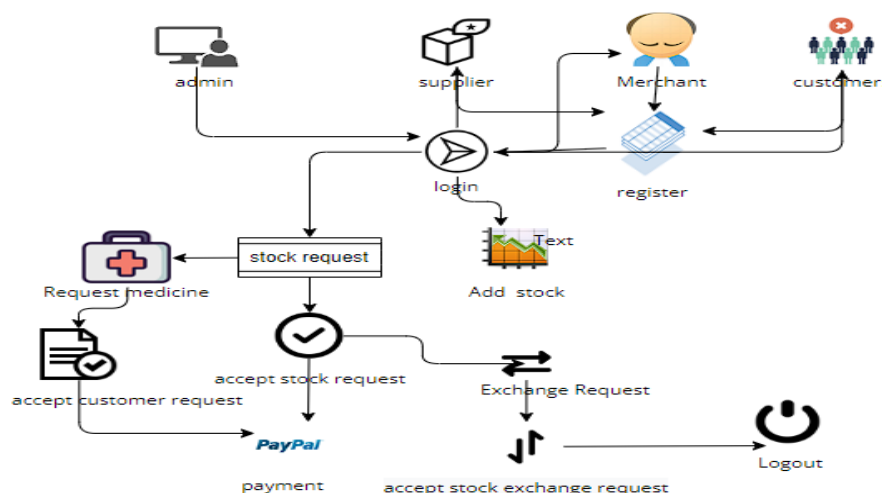 admin
supplier
Merchant
customer
login
register
Text
stock request
Request medicine
Add stock
accept stock request
Exchange Request
accept customer request
PayPal
Logout
payment
accept stock exchange request